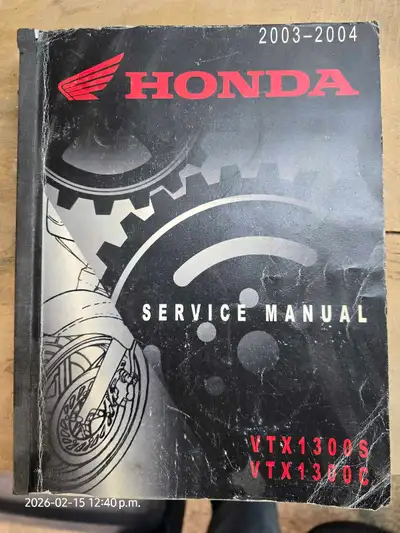 2003-2004
HONDA
SERVICE MANUAL
VTX1300S
VTX1300C
2026-02-15 12:40 p.m.